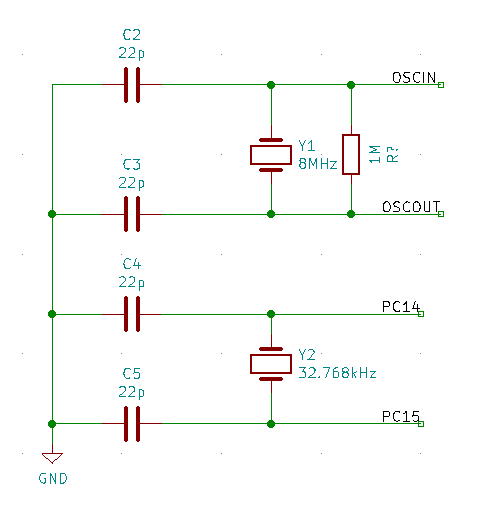 C2
22p
OSCIN
Y1
8MHz
1M
R?
C3
22p
OSCOUT
C4
22p
PC14
Y2
32.768kHz
C5
22p
PC15
GND